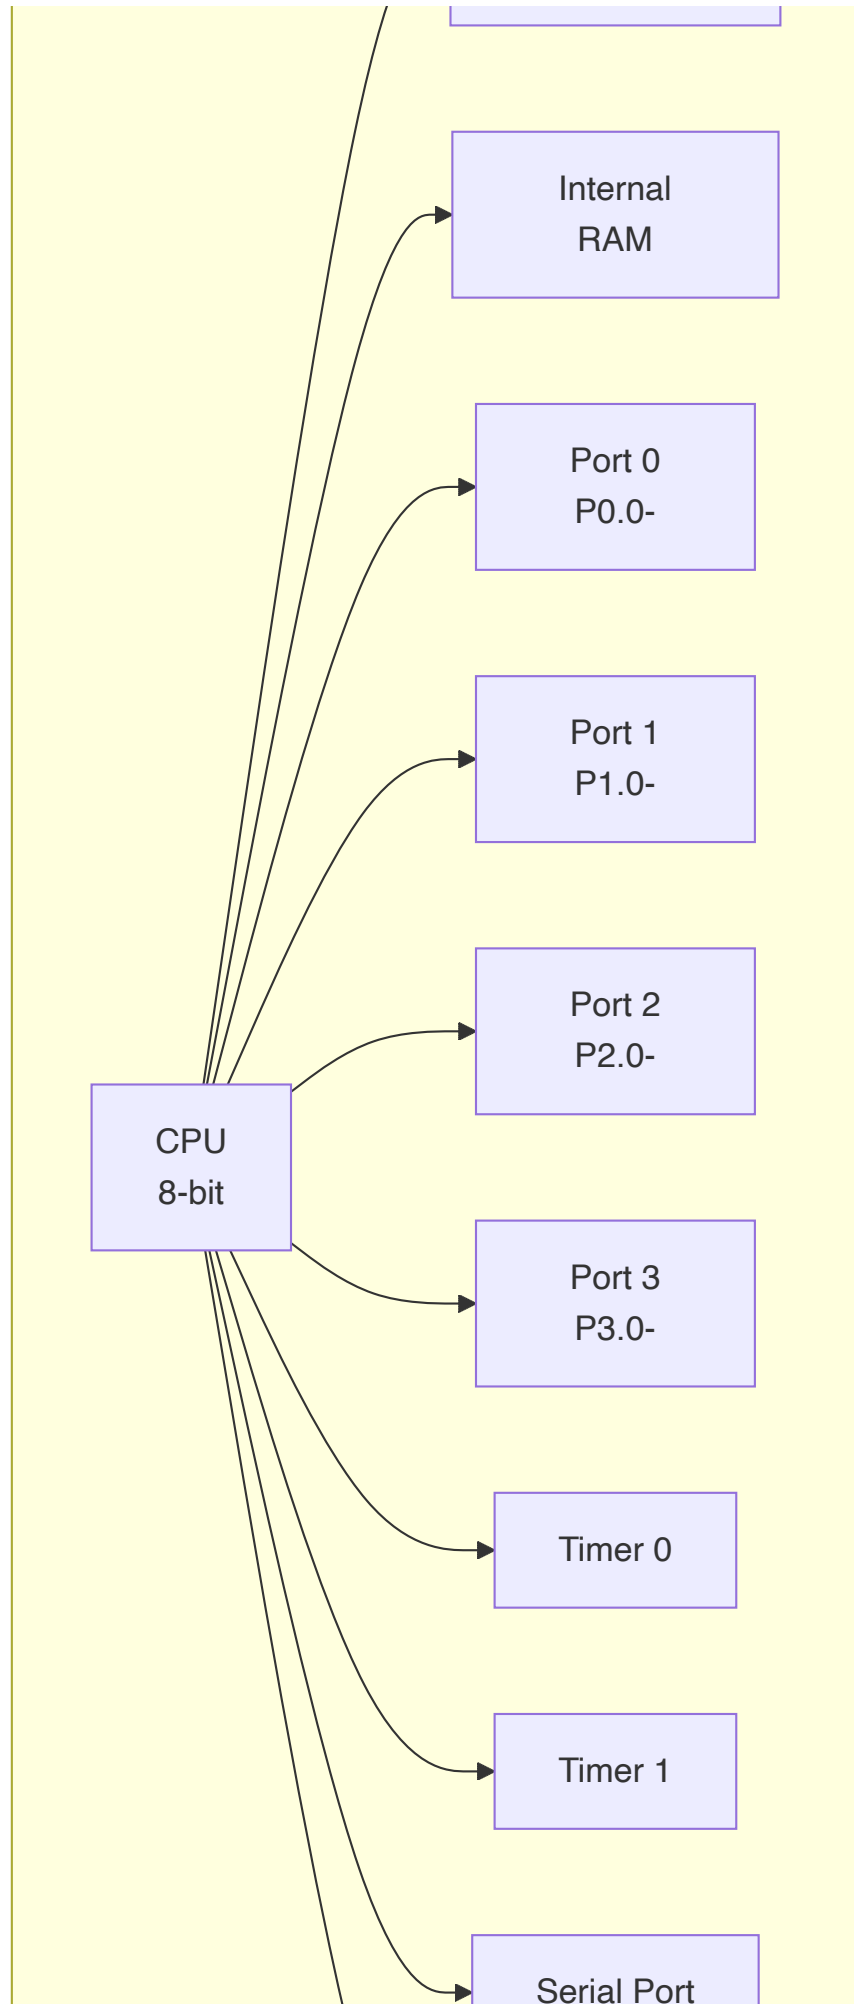 Internal
RAM
Port 0
P0.0-
Port 1
P1.0-
Port 2
P2.0-
CPU
8-bit
Port 3
P3.0-
Timer 0
Timer 1
Serial Port